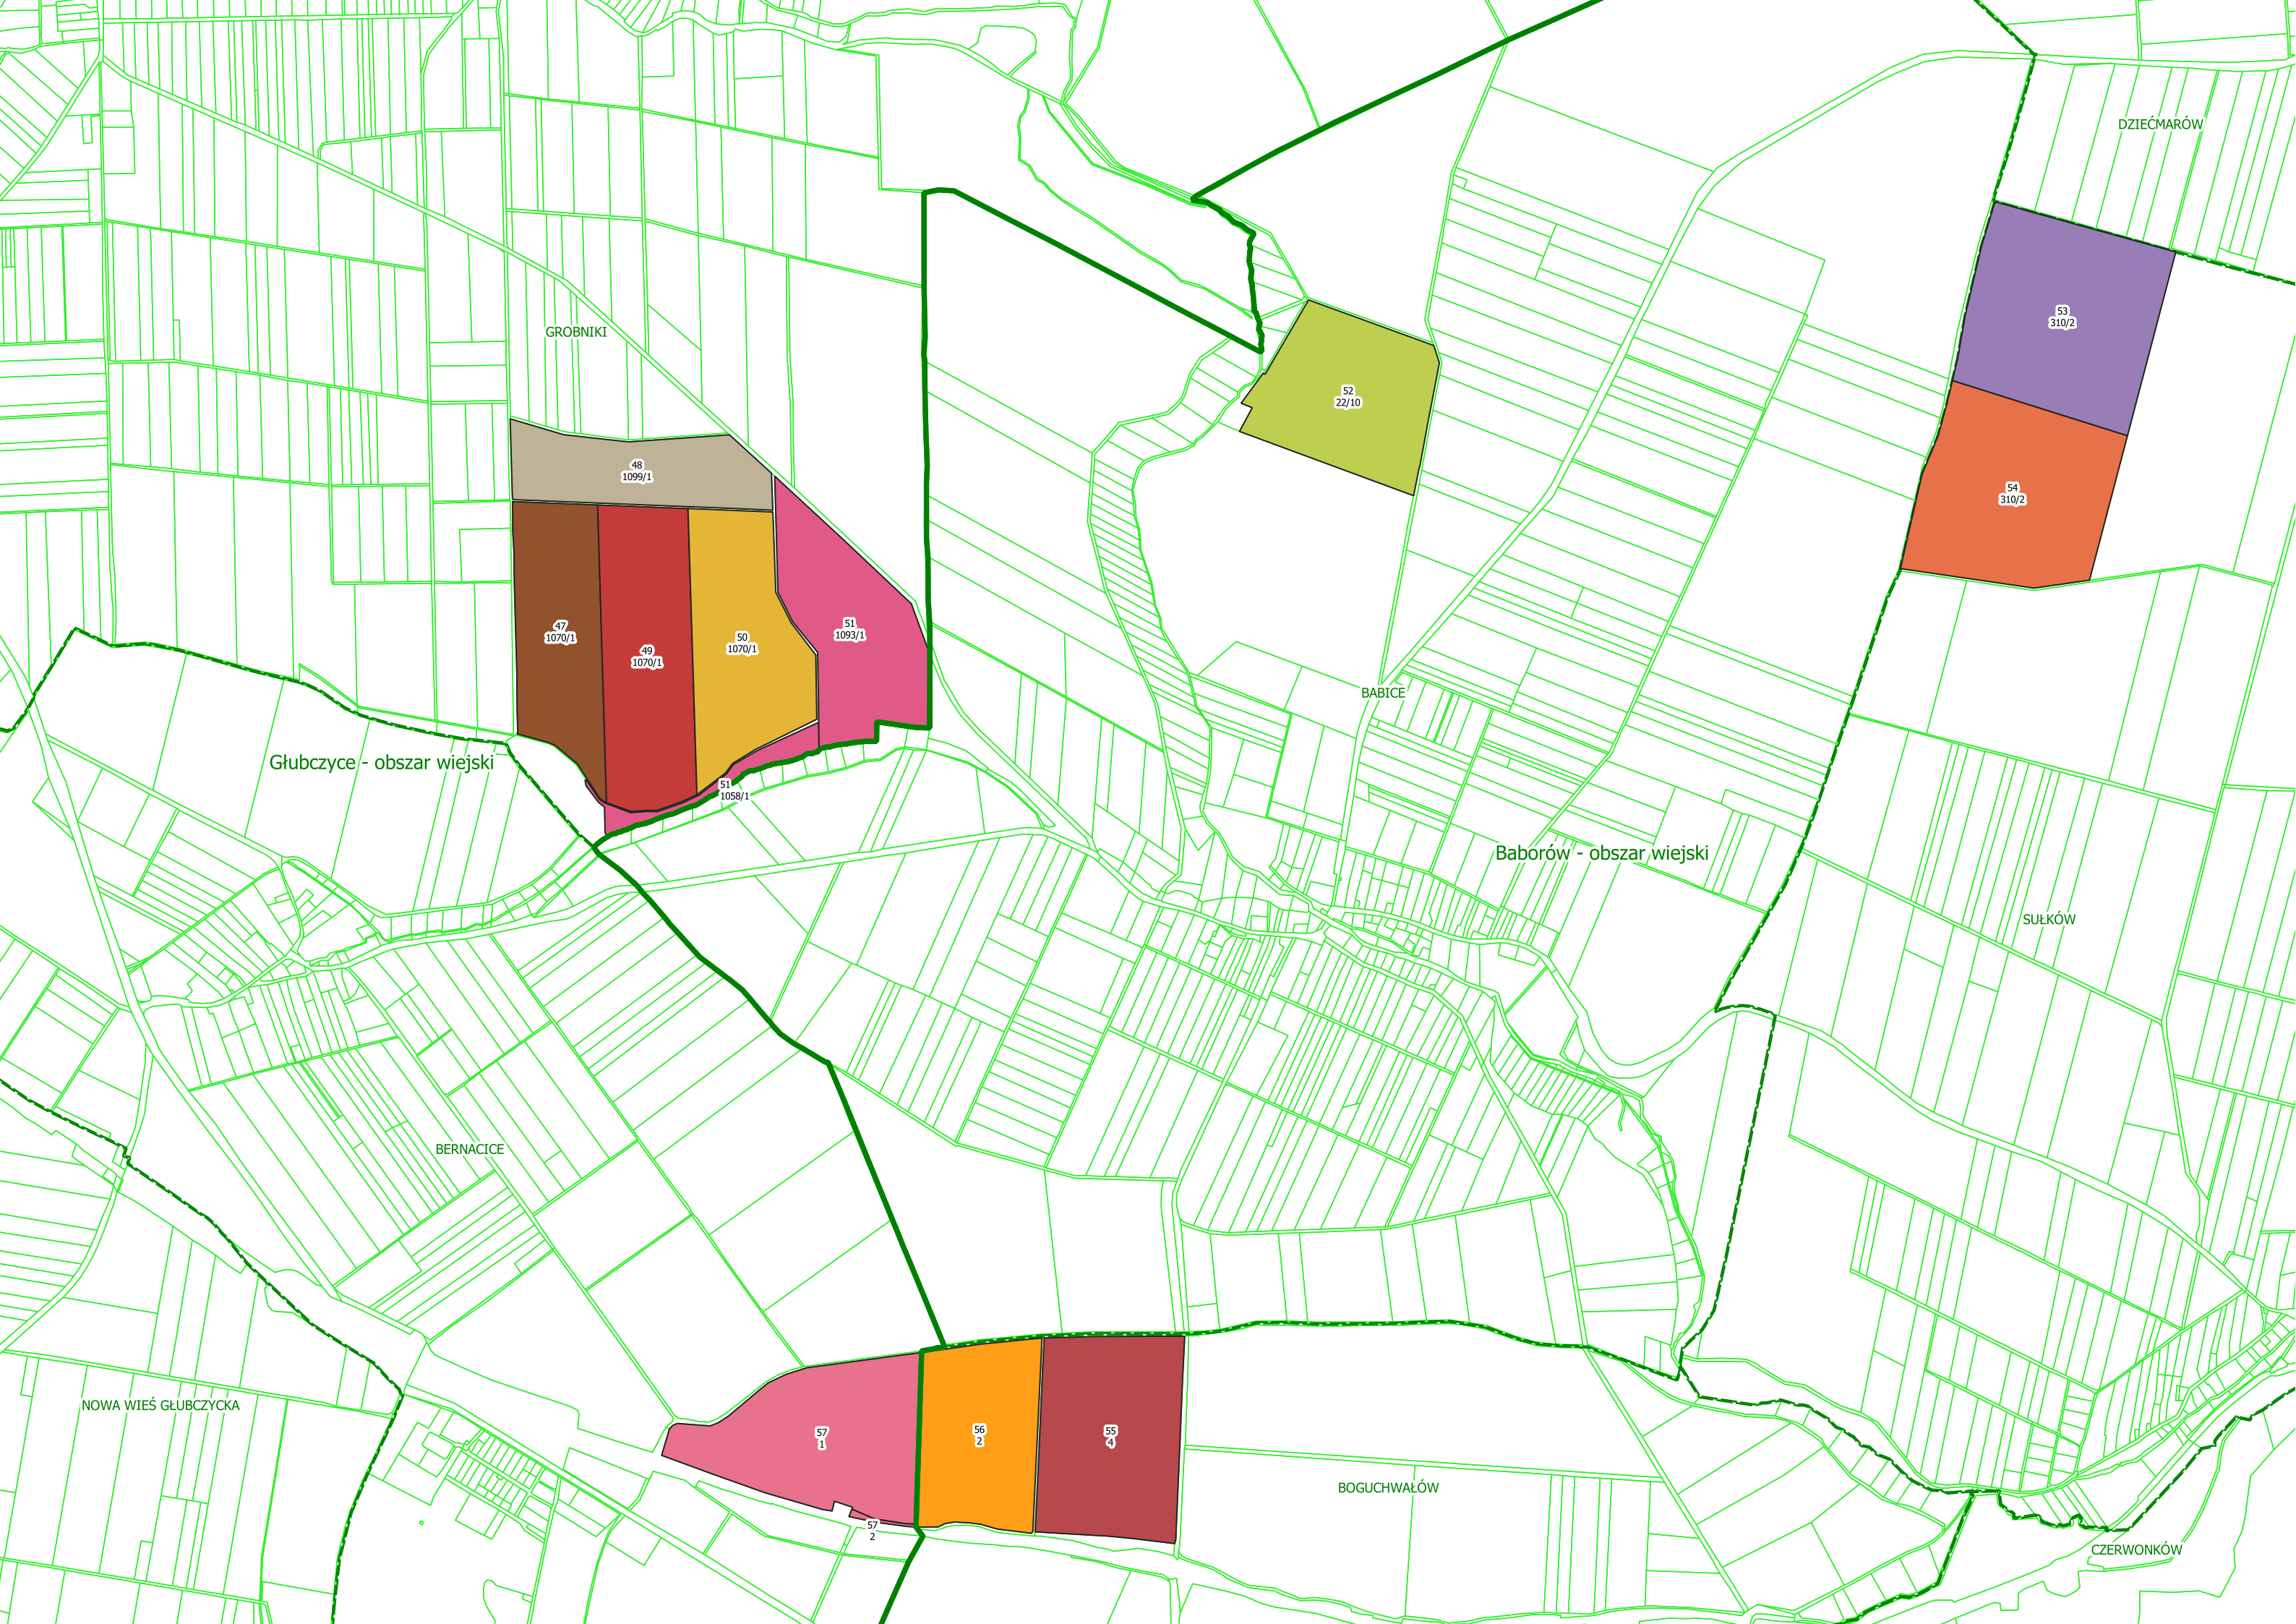 DZIEĆMARÓW
53
310/2
GROBNIKI
52
22/10
48
1099/1
54
310/2
47
1070/1
49
1070/1
50
1070/1
51
1093/1
BABICE
Głubczyce - obszar wiejski
51
1058/1
Baborów - obszar wiejski
SUŁKÓW
BERNACICE
NOWA WIEŚ GŁUBCZYCKA
57
1
56
2
55
4
BOGUCHWAŁÓW
57
2
CZERWONKÓW